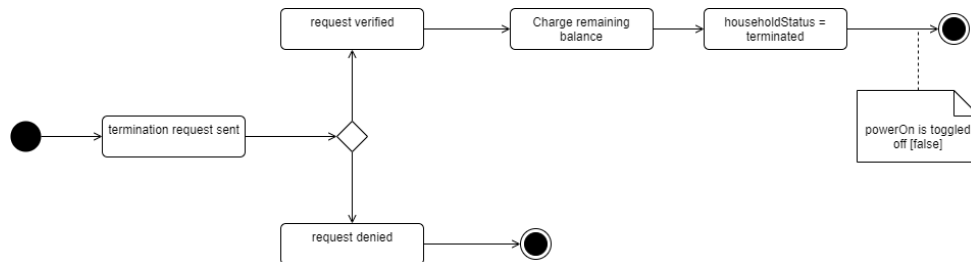 request verified
Charge remaining
balance
householdStatus =
terminated
termination request sent
powerOn is toggled
off [false]
request denied